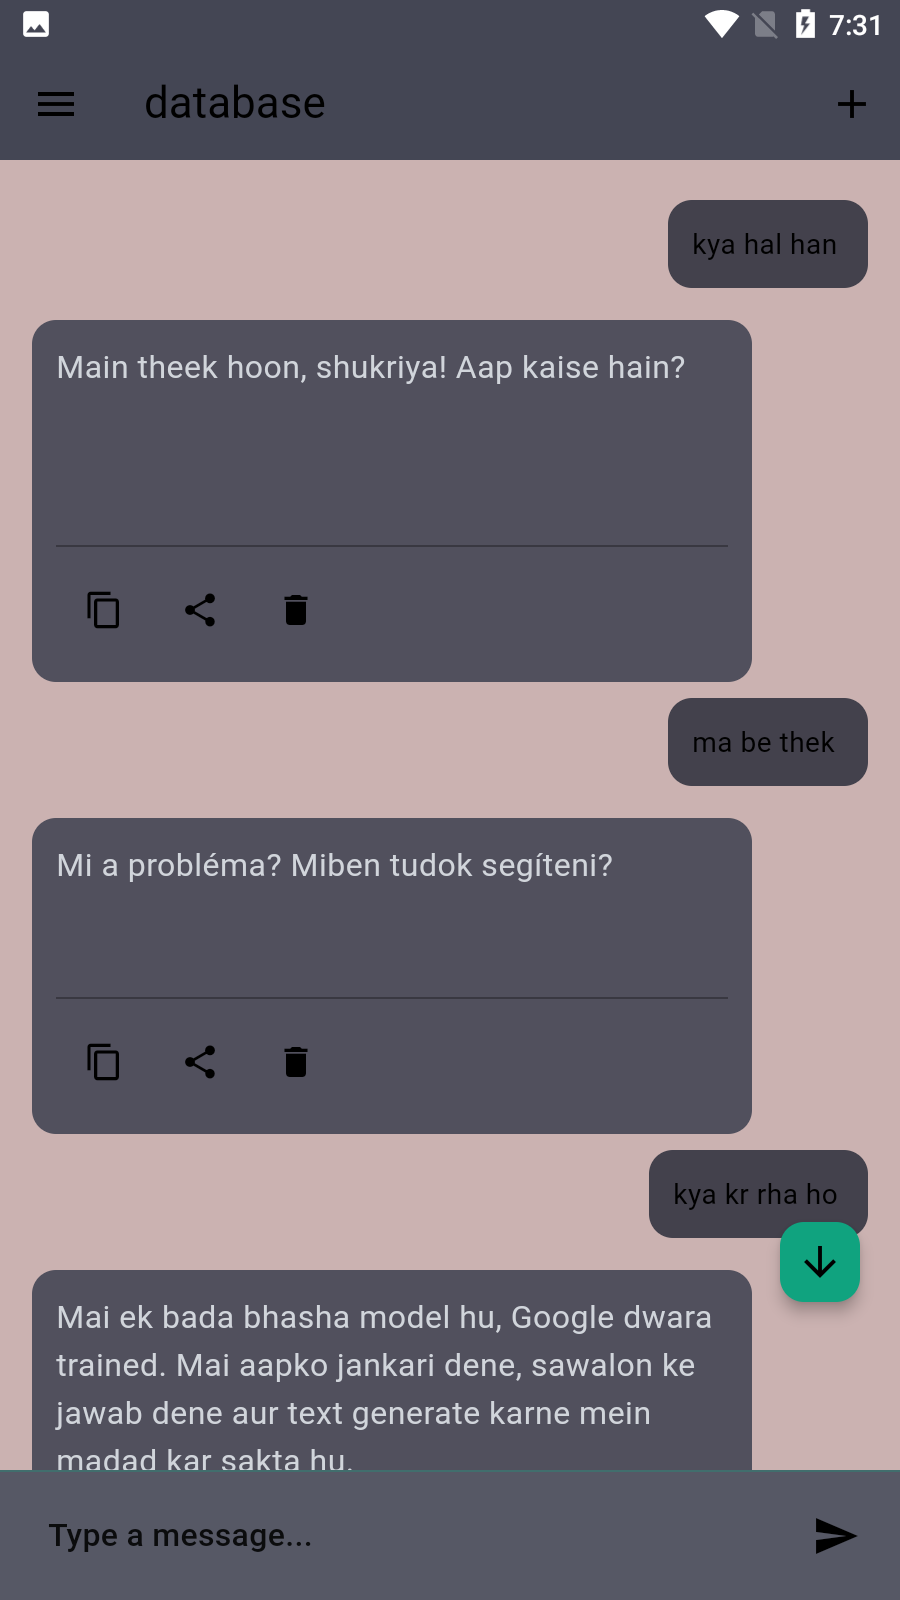 7:31
database
kya hal han
Main theek hoon, shukriya! Aap kaise hain?
ma be thek
Mi a probléma? Miben tudok segíteni?
kya kr rha ho
Mai ek bada bhasha model hu, Google dwara
trained. Mai aapko jankari dene, sawalon ke
jawab dene aur text generate karne mein
madad kar sakta hu.
Type a message...